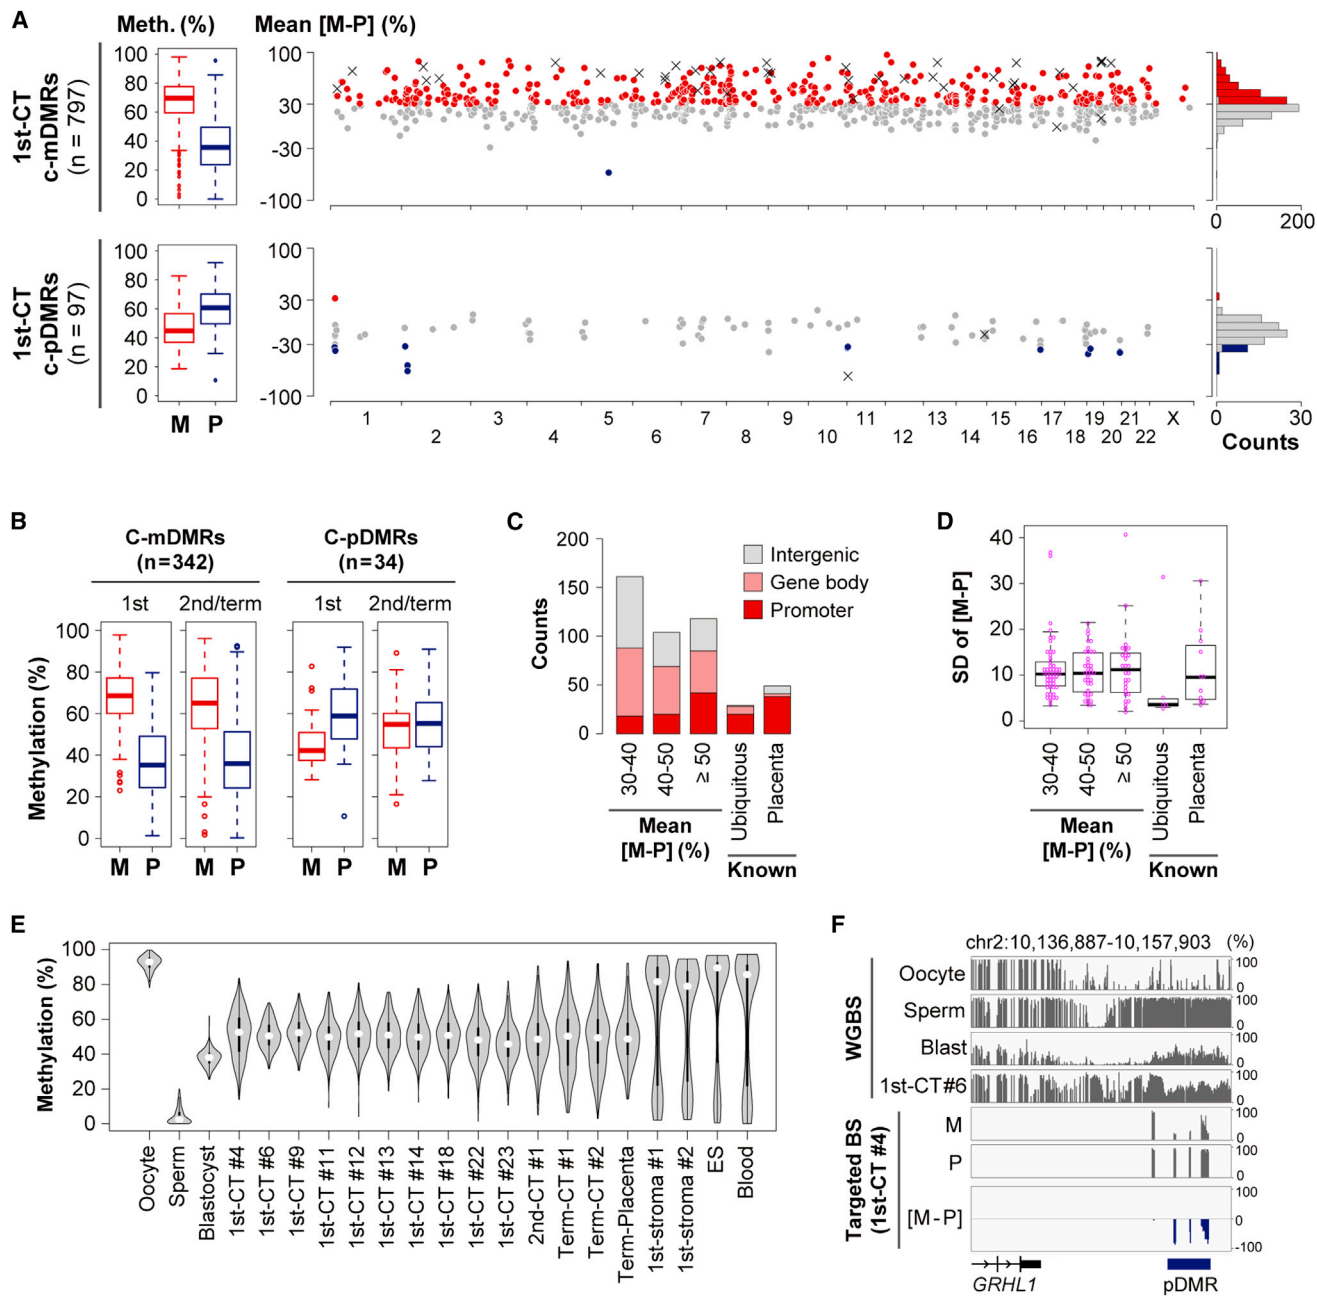 A
Meth. (%)
Mean [M-P] (%)
1st-CT
c-mDMRs
(n = 797)
100
80
60
40
20
0
100
30
-30
-100
0
200
1st-CT
c-pDMRs
(n = 97)
100
80
60
40
20
0
M P
100
30
-30
-100
1 3 5 7 9 11 13 15 17 19 21 X
2 4 6 8 10 12 14 16 18 20 22
0
30
Counts
B
C-mDMRs
(n=342)
C-pDMRs
(n=34)
1st
2nd/term
1st
2nd/term
Methylation (%)
100
80
60
40
20
0
M P
M P
M P
M P
C
Counts
200
150
100
50
0
Intergenic
Gene body
Promoter
30-40
40-50
≥ 50
Ubiquitous
Placenta
Mean
[M-P] (%)
Known
D
SD of [M-P]
40
30
20
10
0
30-40
40-50
≥ 50
Ubiquitous
Placenta
Mean
[M-P] (%)
Known
E
Methylation (%)
100
80
60
40
20
0
Oocyte
Sperm
Blastocyst
1st-CT #4
1st-CT #6
1st-CT #9
1st-CT #11
1st-CT #12
1st-CT #13
1st-CT #14
1st-CT #18
1st-CT #22
1st-CT #23
2nd-CT #1
Term-CT #1
Term-CT #2
Term-Placenta
1st-stroma #1
1st-stroma #2
ES
Blood
F
chr2:10,136,887-10,157,903 (%)
WGBS
Oocyte
100
0
Sperm
100
0
Blast
100
0
1st-CT#6
100
0
Targeted BS
(1st-CT #4)
M
100
0
P
100
0
[M-P]
100
0
-100
GRHL1
pDMR